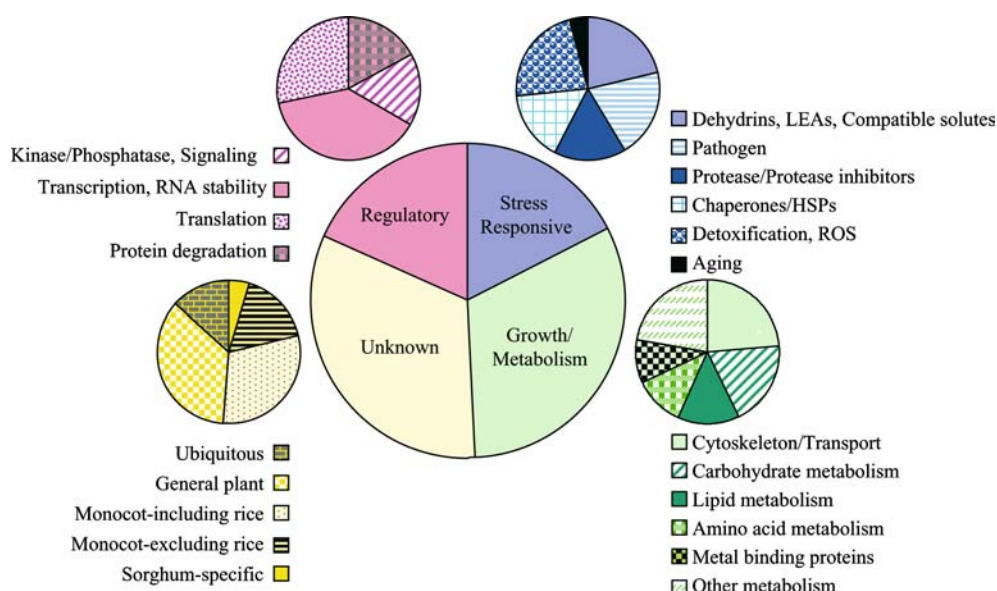 Kinase/Phosphatase, Signaling
Transcription, RNA stability
Translation
Protein degradation
Dehydrins, LEAs, Compatible solutes
Pathogen
Protease/Protease inhibitors
Chaperones/HSPs
Detoxification, ROS
Aging
Regulatory
Stress
Responsive
Unknown
Growth/
Metabolism
Ubiquitous
General plant
Monocot-including rice
Monocot-excluding rice
Sorghum-specific
Cytoskeleton/Transport
Carbohydrate metabolism
Lipid metabolism
Amino acid metabolism
Metal binding proteins
Other metabolism